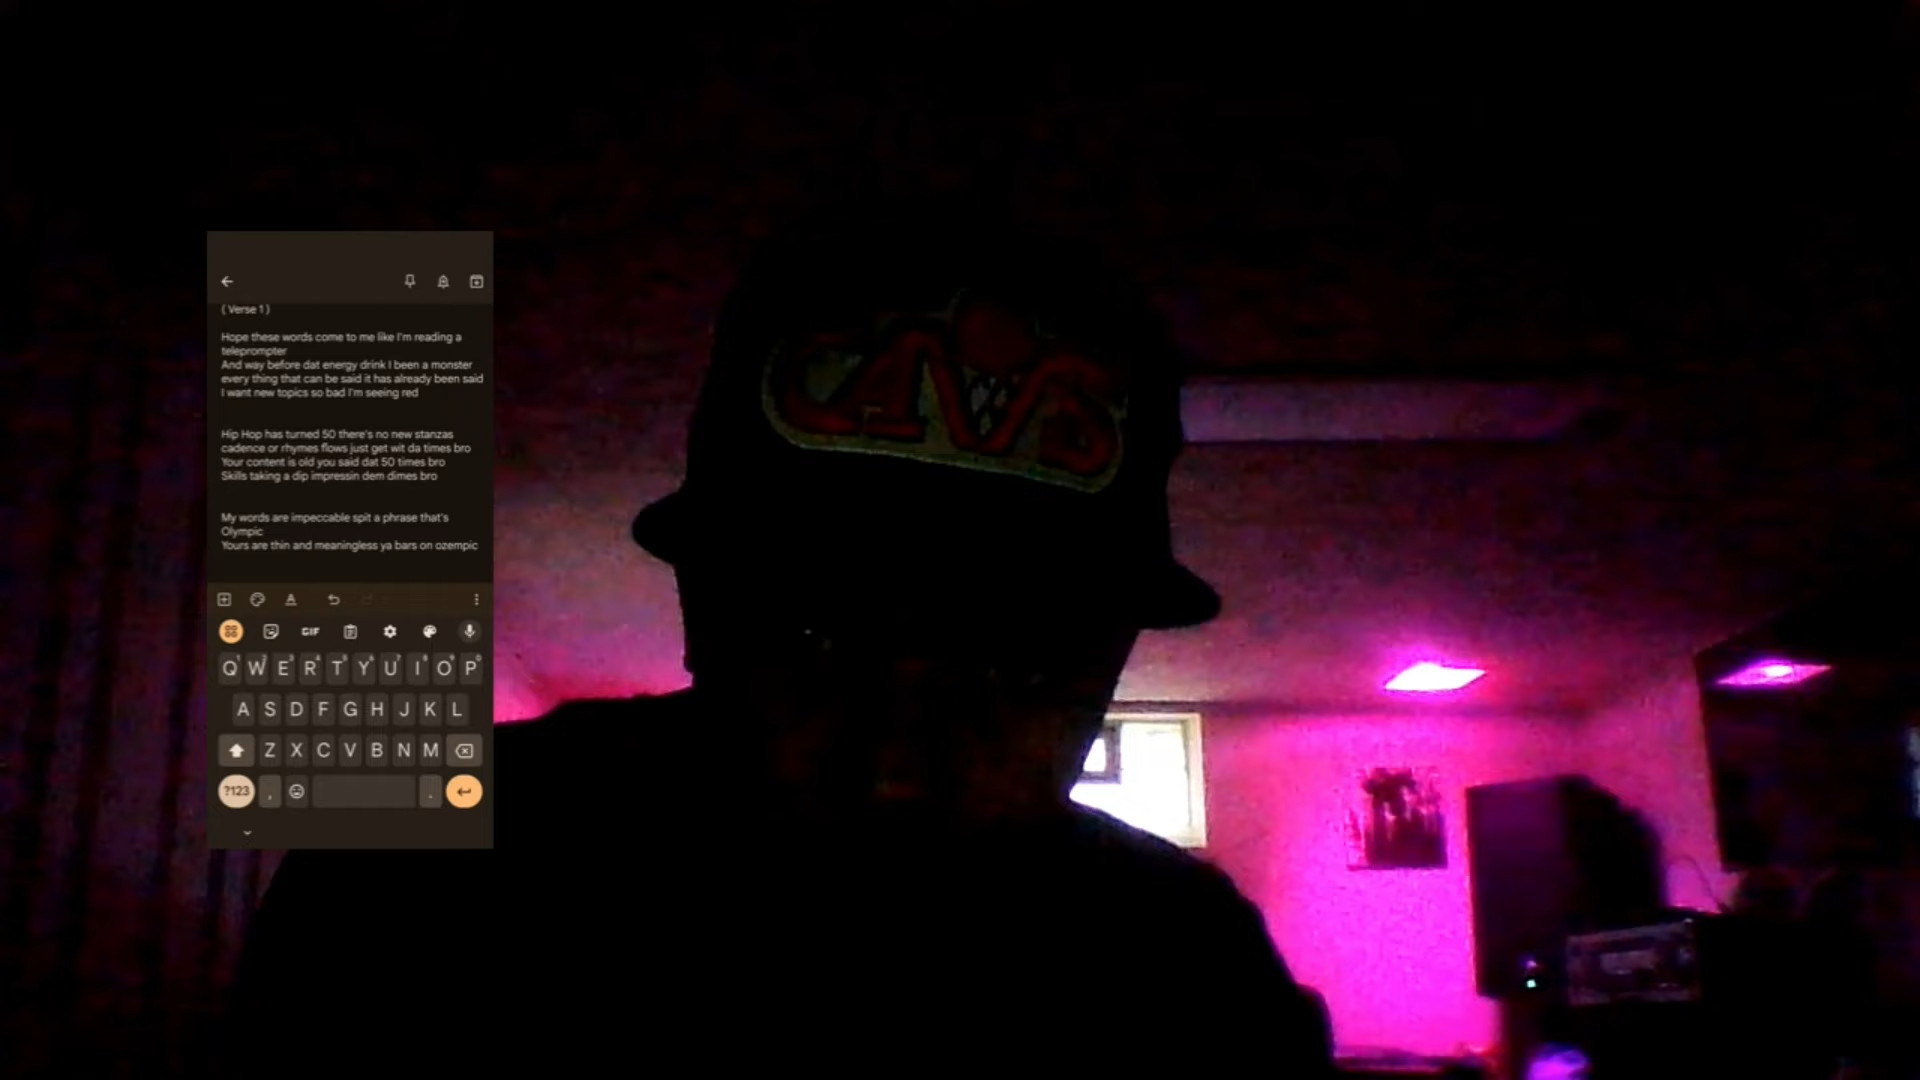 ( Verse 1 )
Hope these words come to me like I'm reading a
teleprompter
And way before dat energy drink I been a monster
every thing that can be said it has already been said
I want new topics so bad I'm seeing red
Hip Hop has turned 50 there's no new stanzas
cadence or rhymes flows just get wit da times bro
Your content is old you said dat 50 times bro
Skills taking a dip impressin dem dimes bro
My words are impeccable spit a phrase that's
Olympic
Yours are thin and meaningless ya bars on ozempic
GIF
Q W E R T Y U I O P
A S D F G H J K L
Z X C V B N M
?123 , .
CAVS